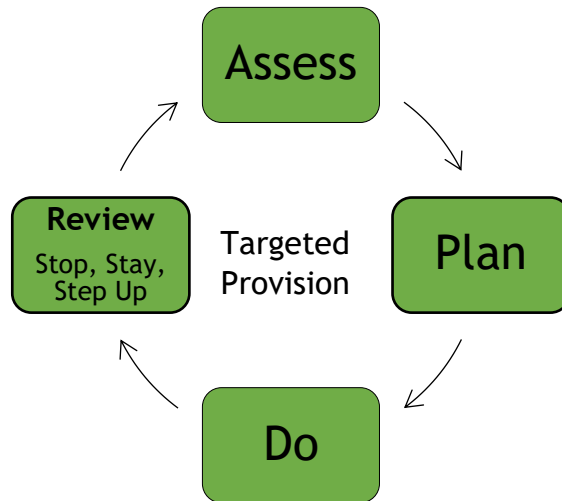 Assess
Review
Stop, Stay,
Step Up
Targeted
Provision
Plan
Do